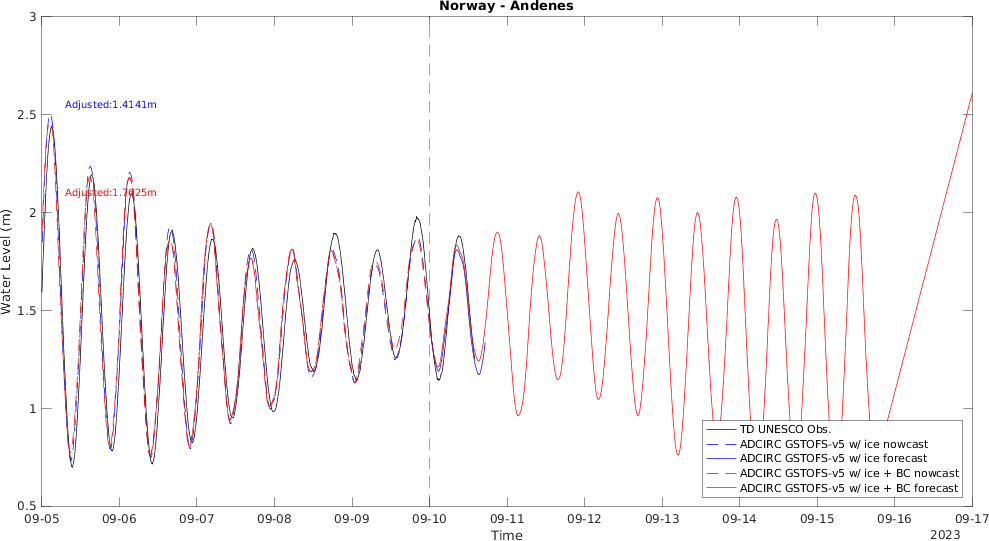 Norway - Andenes
Water Level (m)
3
2.5
2
1.5
1
0.5
Adjusted:1.4141m
Adjusted:1.7625m
TD UNESCO Obs.
ADCIRC GSTOFS-v5 w/ ice nowcast
ADCIRC GSTOFS-v5 w/ ice forecast
ADCIRC GSTOFS-v5 w/ ice + BC nowcast
ADCIRC GSTOFS-v5 w/ ice + BC forecast
09-05 09-06 09-07 09-08 09-09 09-10 09-11 09-12 09-13 09-14 09-15 09-16 09-17
Time
2023